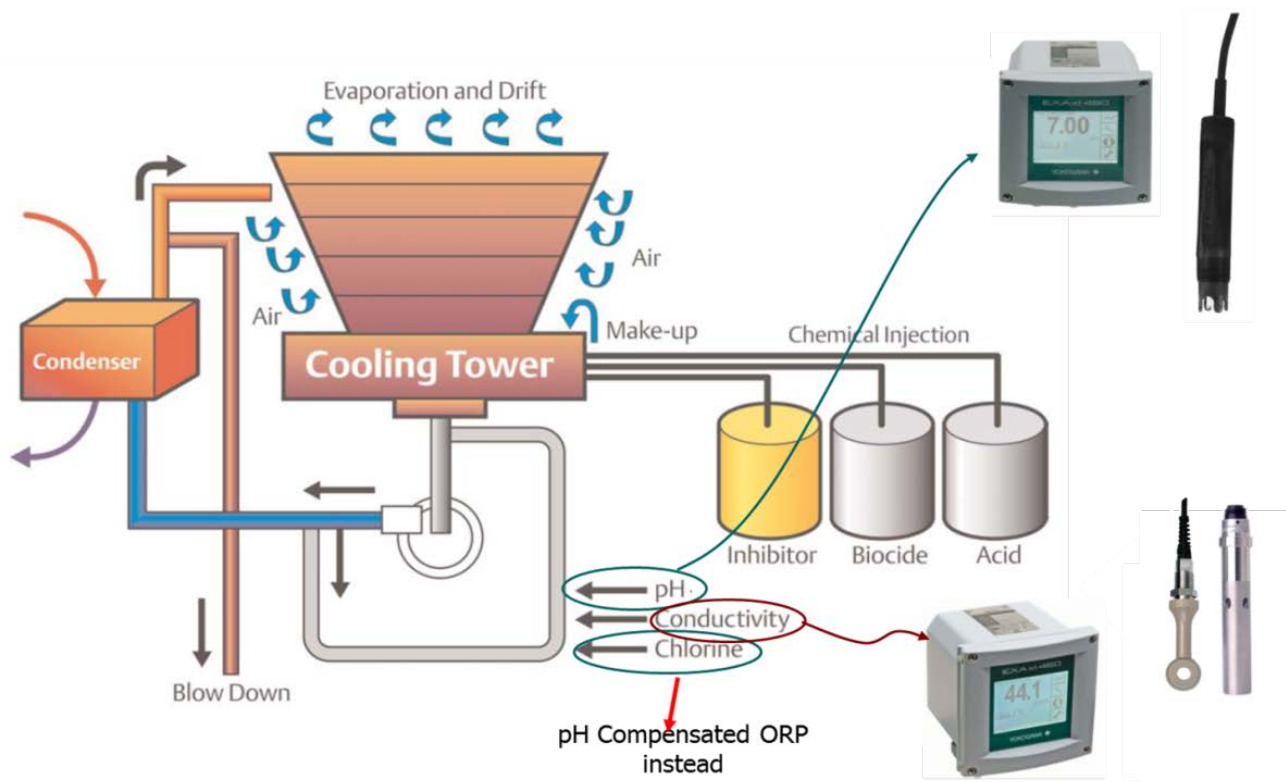 Evaporation and Drift
7.00
YOKOGAWA
Air
Air
Make-up
Chemical Injection
Condenser
Cooling Tower
Inhibitor
Biocide
Acid
pH
Conductivity
Chlorine
Blow Down
pH Compensated ORP
instead
44.1
YOKOGAWA